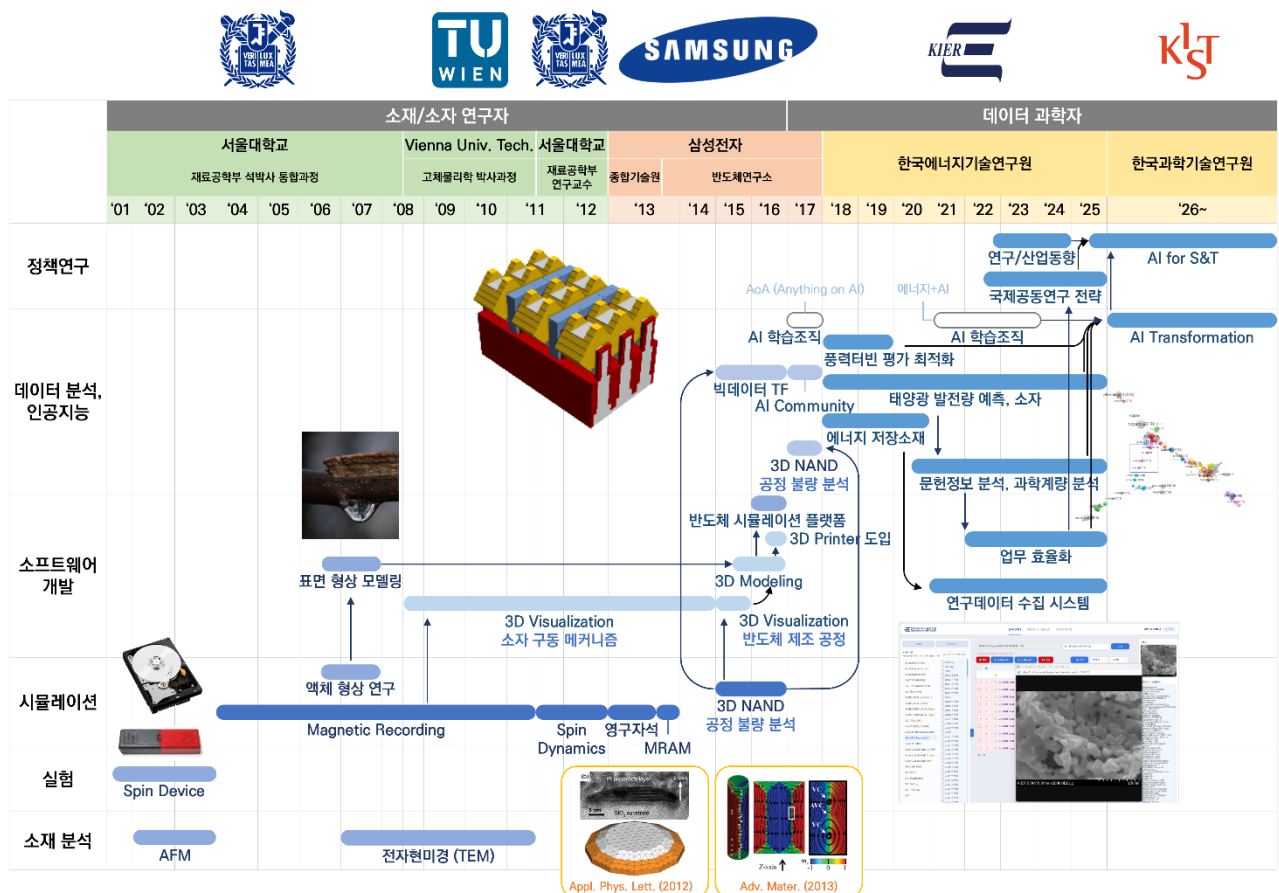 VERI LUX
TAS MEA
TU
WIEN
VERI LUX
TAS MEA
SAMSUNG
KIER
KIST
소재/소자 연구자
데이터 과학자
서울대학교
Vienna Univ. Tech.
서울대학교
삼성전자
한국에너지기술연구원
한국과학기술연구원
재료공학부 석박사 통합과정
고체물리학 박사과정
재료공학부
연구교수
종합기술원
반도체연구소
‘01 ‘02 ‘03 ‘04 ‘05 ‘06 ‘07 ‘08 ‘09 ‘10 ‘11 ‘12 ‘13 ‘14 ‘15 ‘16 ‘17 ‘18 ‘19 ‘20 ‘21 ‘22 ‘23 ‘24 ‘25 ‘26~
정책연구
연구/산업동향
AI for S&T
국제공동연구 전략
AoA (Anything on AI)
에너지+AI
데이터 분석,
인공지능
AI 학습조직
AI 학습조직
AI Transformation
풍력터빈 평가 최적화
빅데이터 TF
AI Community
태양광 발전량 예측, 소자
에너지 저장소재
3D NAND
공정 불량 분석
문헌정보 분석, 과학계량 분석
소프트웨어
개발
반도체 시뮬레이션 플랫폼
3D Printer 도입
업무 효율화
표면 형상 모델링
3D Modeling
연구데이터 수집 시스템
3D Visualization
소자 구동 메커니즘
3D Visualization
반도체 제조 공정
시뮬레이션
액체 형상 연구
3D NAND
공정 불량 분석
Magnetic Recording
Spin
Dynamics
영구자석
MRAM
실험
Spin Device
소재 분석
AFM
전자현미경 (TEM)
(b)
Pt protection layer
5 nm
SiO₂ substrate
Appl. Phys. Lett. (2012)
VC
AVC
VC
Z-axis
-1 0 1
Adv. Mater. (2013)